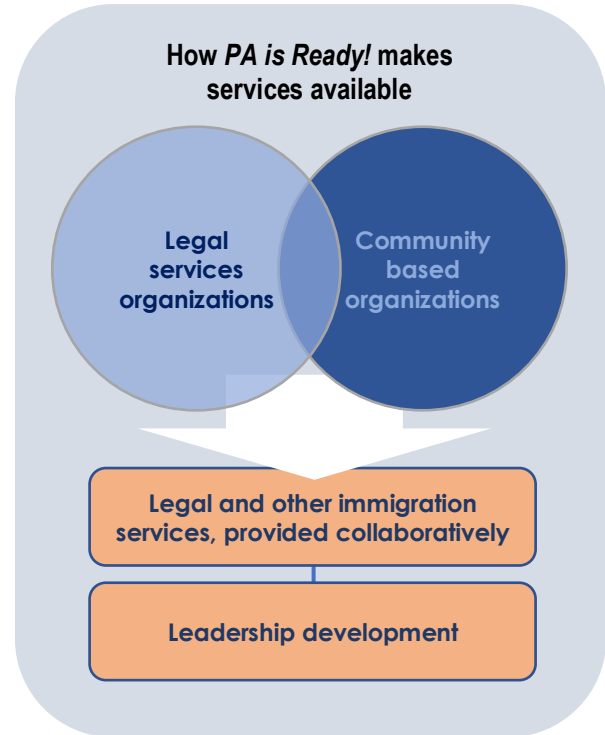 How PA is Ready! makes
services available
Legal
services
organizations
Community
based
organizations
Legal and other immigration
services, provided collaboratively
Leadership development